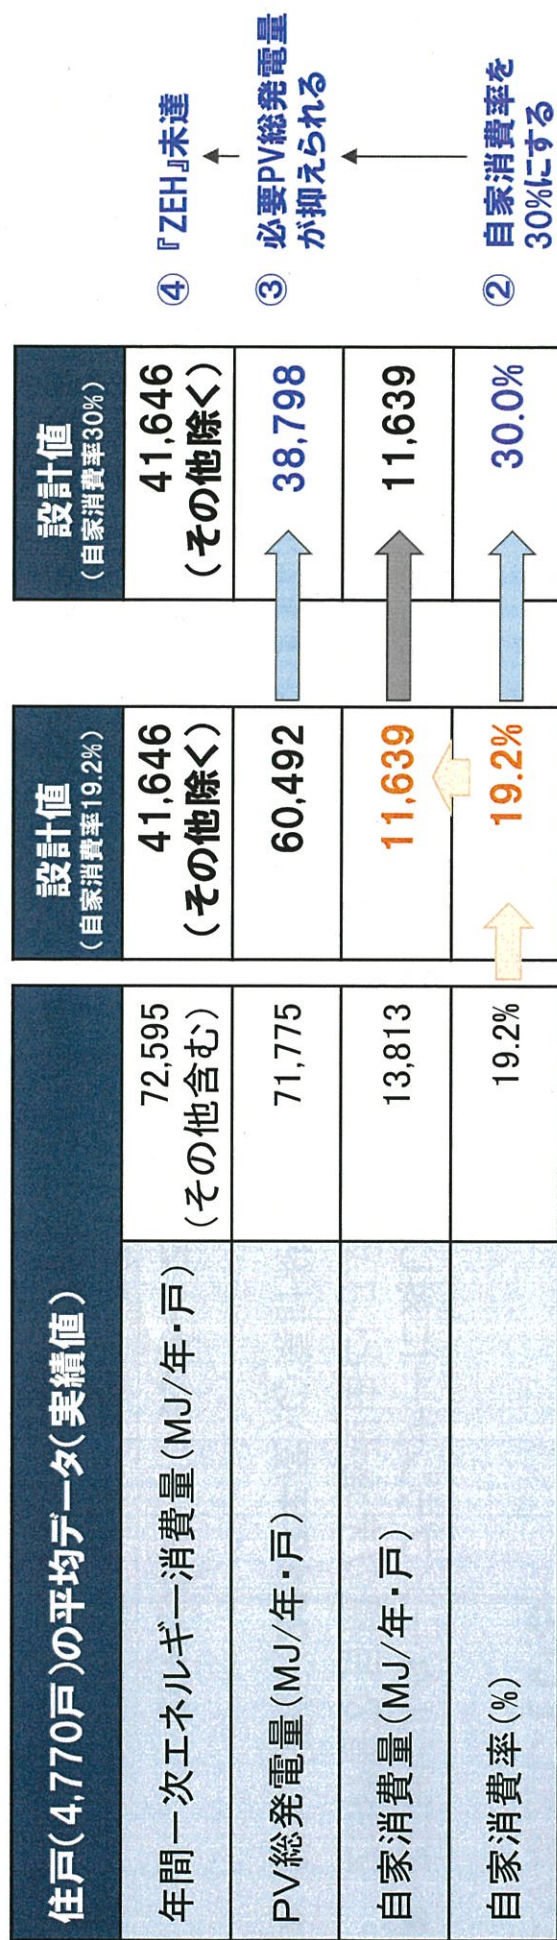 住戸(4,770戸)の平均データ(実績値)
設計値
(自家消費率19.2%)
設計値
(自家消費率30%)
年間一次エネルギー消費量(MJ/年・戸)
72,595
(その他含む)
41,646
(その他除く)
41,646
(その他除く)
④ 『ZEH』未達
PV総発電量(MJ/年・戸)
71,775
60,492
38,798
③ 必要PV総発電量
が抑えられる
自家消費量(MJ/年・戸)
13,813
11,639
11,639
自家消費率(%)
19.2%
19.2%
30.0%
② 自家消費率を
30%にする